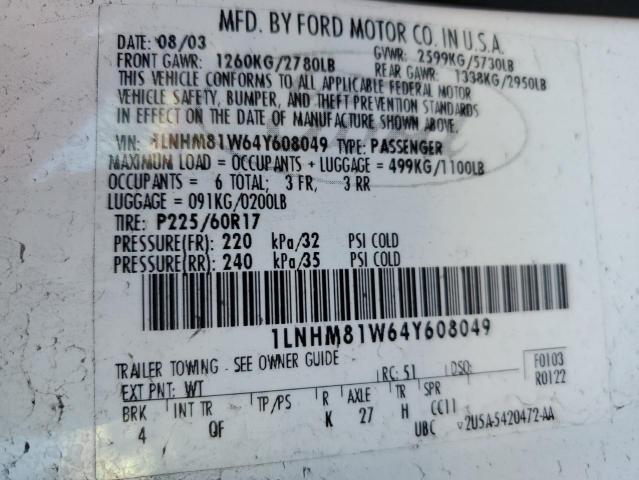 MFD. BY FORD MOTOR CO. IN U.S.A.
DATE: 08/03 GVWR: 2599KG/5730LB
FRONT GAWR: 1260KG/2780LB REAR GAWR: 1338KG/2950LB
THIS VEHICLE CONFORMS TO ALL APPLICABLE FEDERAL MOTOR
VEHICLE SAFETY, BUMPER, AND THEFT PREVENTION STANDARDS
IN EFFECT ON THE DATE OF MANUFACTURE SHOWN ABOVE.
VIN: 1LNHM81W64Y608049 TYPE: PASSENGER
MAXIMUM LOAD = OCCUPANTS + LUGGAGE = 499KG/1100LB
OCCUPANTS = 6 TOTAL; 3 FR, 3 RR
LUGGAGE = 091KG/0200LB
TIRE: P225/60R17
PRESSURE(FR): 220 kPa/32 PSI COLD
PRESSURE(RR): 240 kPa/35 PSI COLD
1LNHM81W64Y608049
TRAILER TOWING - SEE OWNER GUIDE
EXT PNT: WT RC: 51 DSO: F0103
R0122
BRK INT TR TP/PS R AXLE TR SPR
4 QF K 27 H CC11
UBC v2U5A-5420472-AA